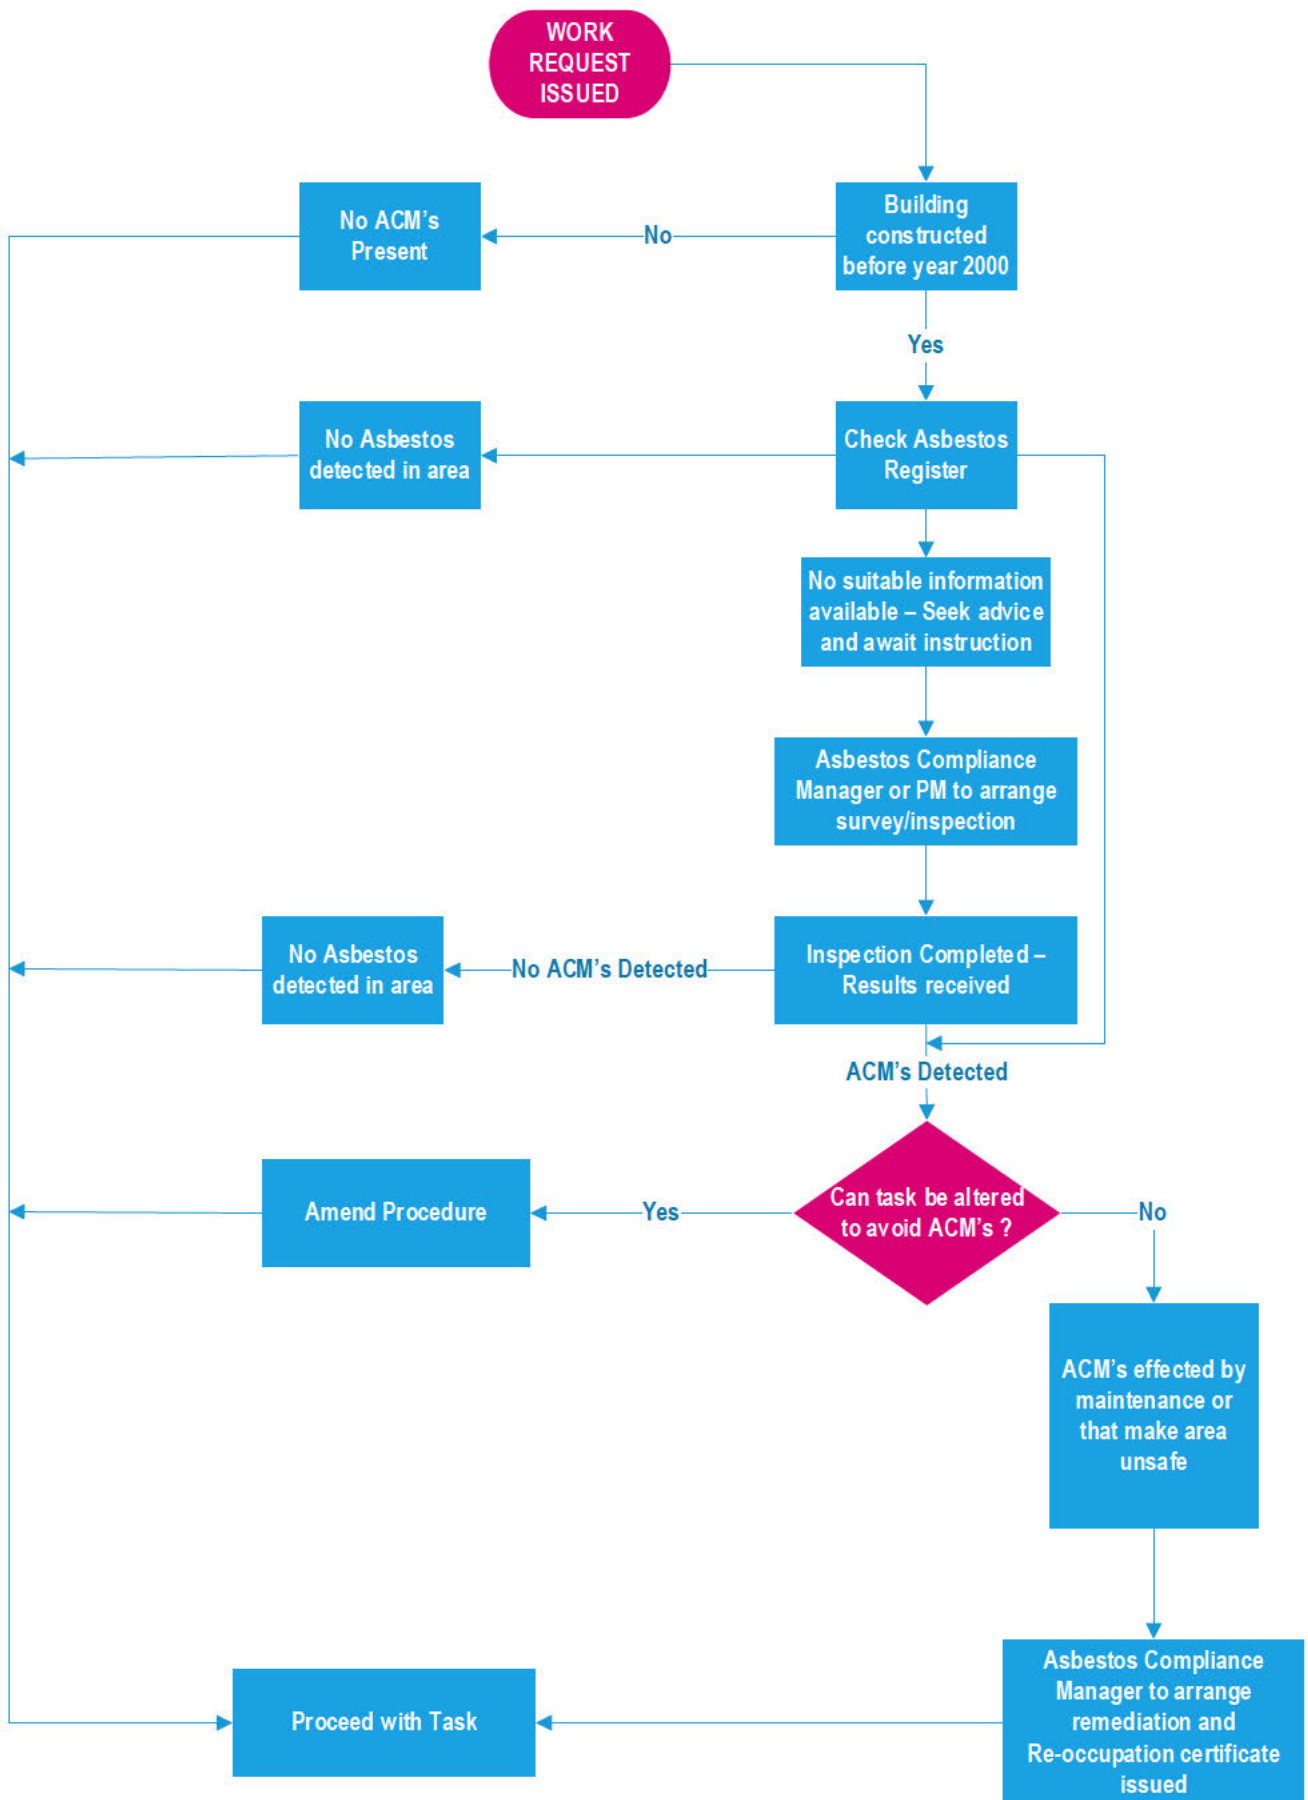 WORK
REQUEST
ISSUED
No ACM's
Present
No
Building
constructed
before year 2000
Yes
No Asbestos
detected in area
Check Asbestos
Register
No suitable information
available – Seek advice
and await instruction
Asbestos Compliance
Manager or PM to arrange
survey/inspection
No Asbestos
detected in area
No ACM's Detected
Inspection Completed –
Results received
ACM's Detected
Amend Procedure
Yes
Can task be altered
to avoid ACM's ?
No
ACM's effected by
maintenance or
that make area
unsafe
Proceed with Task
Asbestos Compliance
Manager to arrange
remediation and
Re-occupation certificate
issued